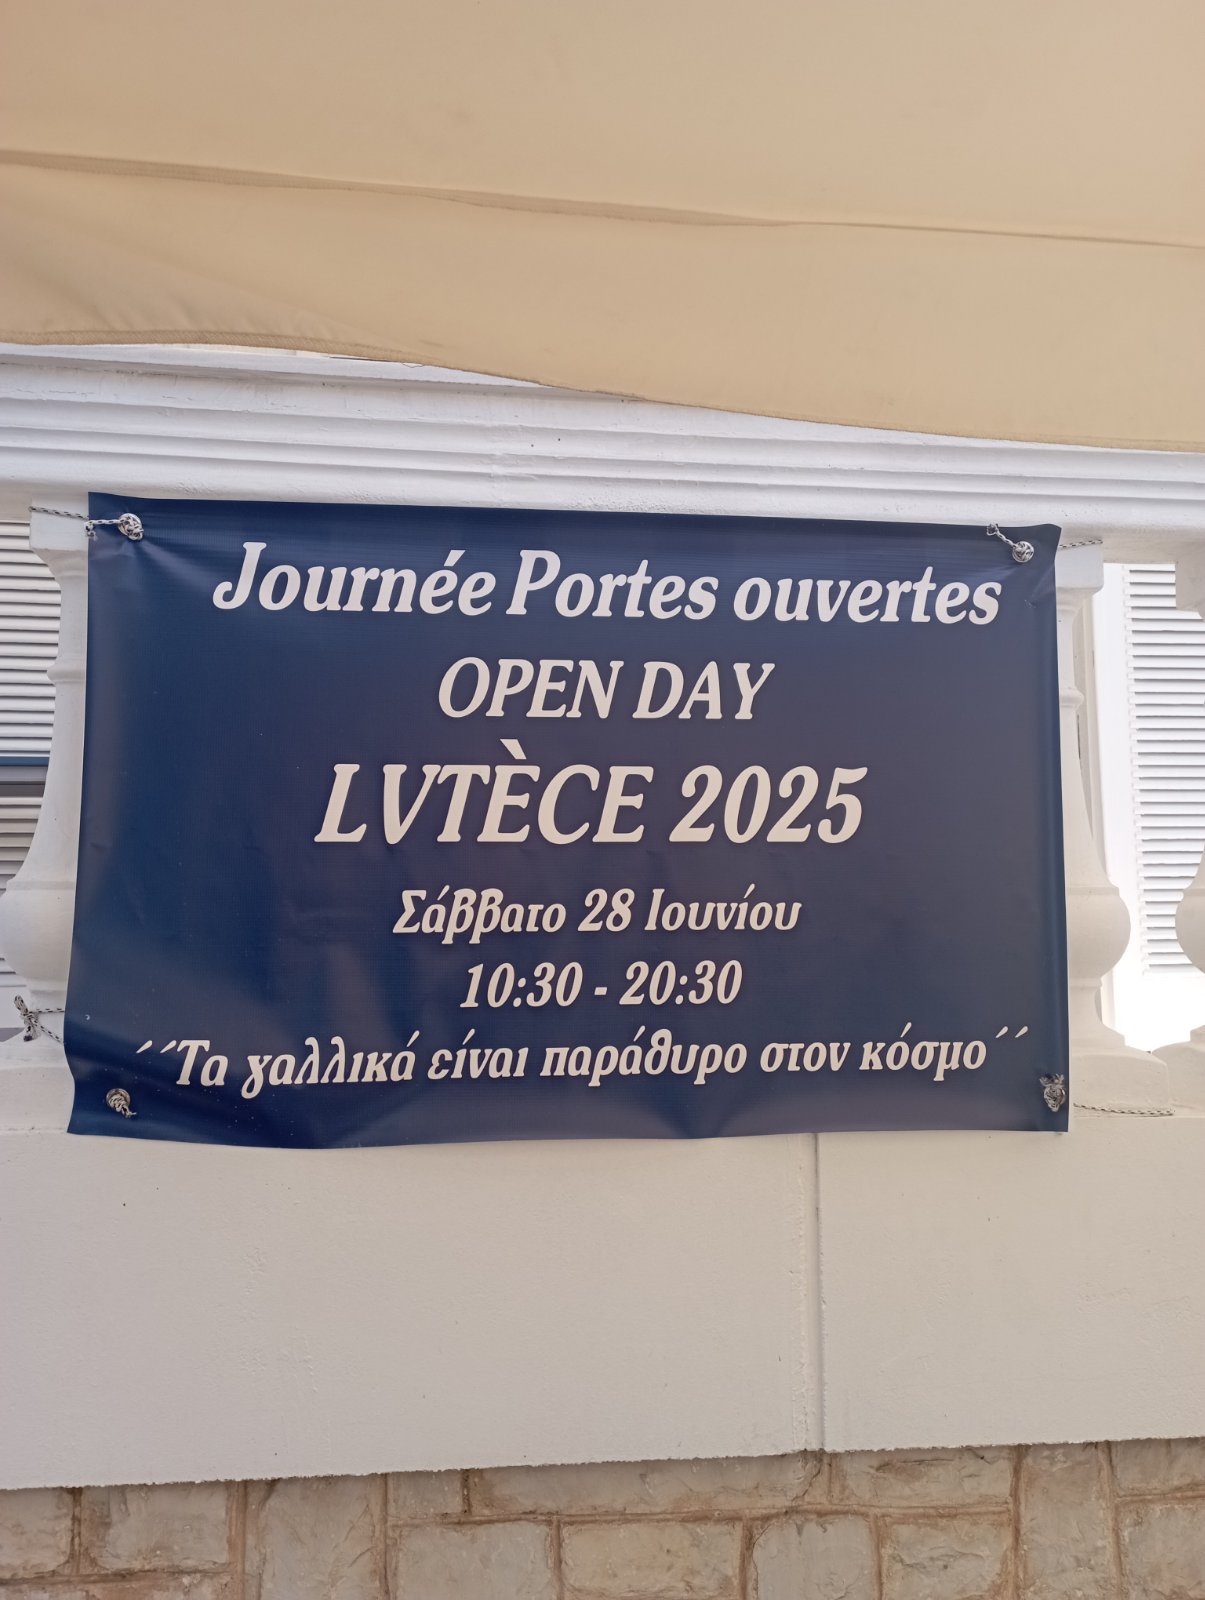 Journée Portes ouvertes
OPEN DAY
LVTÈCE 2025
Σάββατο 28 Ιουνίου
10:30 - 20:30
´´Τα γαλλικά είναι παράθυρο στον κόσμο´´